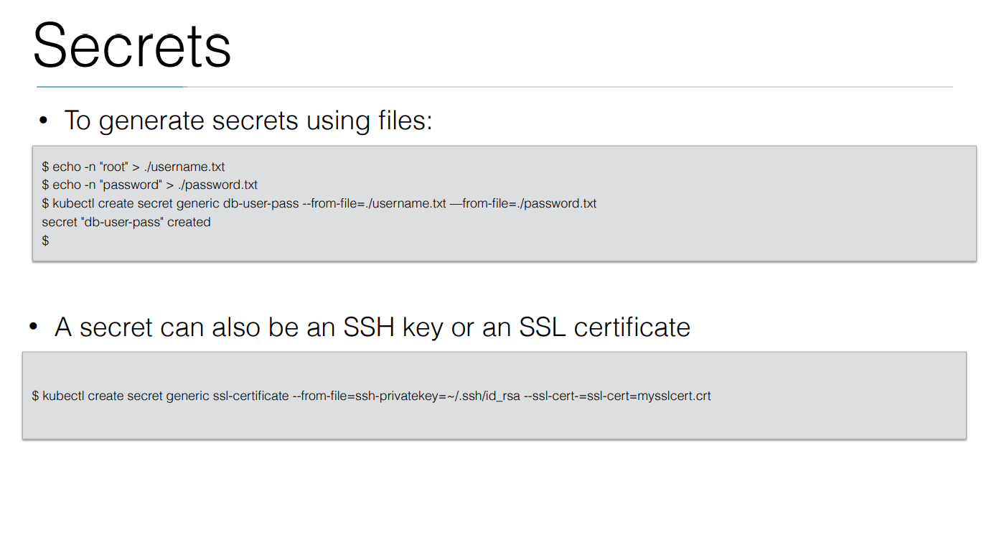 Secrets
• To generate secrets using files:
$ echo -n "root" > ./username.txt
$ echo -n "password" > ./password.txt
$ kubectl create secret generic db-user-pass --from-file=./username.txt —from-file=./password.txt
secret "db-user-pass" created
$
• A secret can also be an SSH key or an SSL certificate
$ kubectl create secret generic ssl-certificate --from-file=ssh-privatekey=~/.ssh/id_rsa --ssl-cert-=ssl-cert=mysslcert.crt